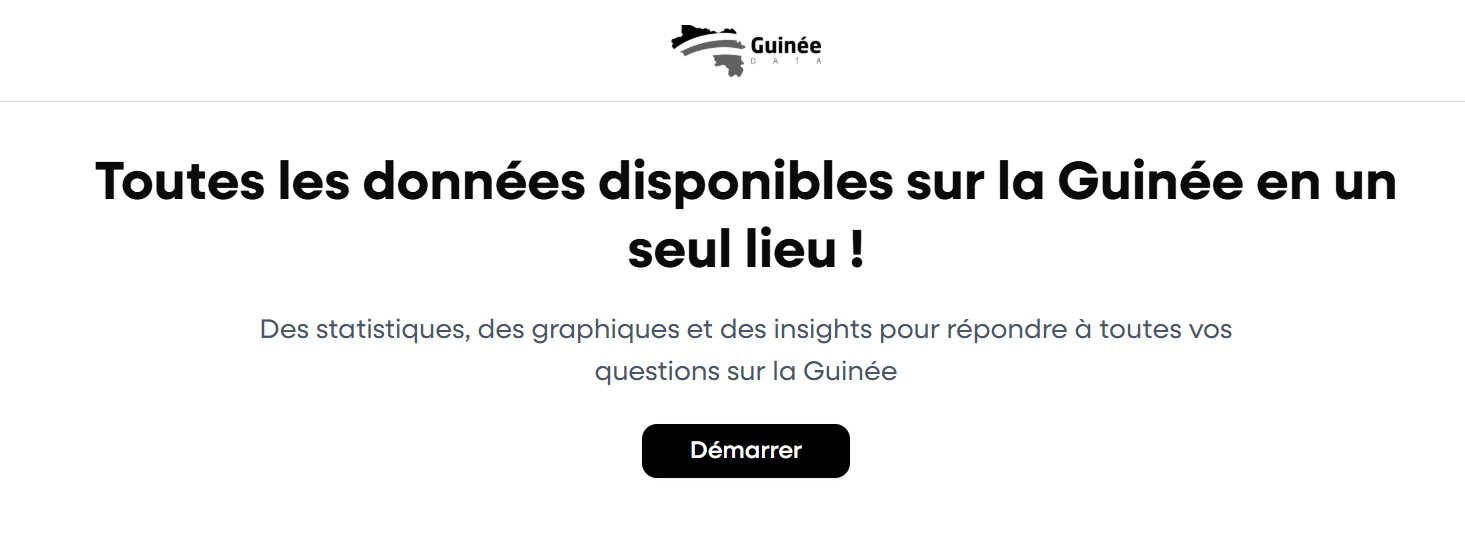 Guinée
DATA
Toutes les données disponibles sur la Guinée en un
seul lieu !
Des statistiques, des graphiques et des insights pour répondre à toutes vos
questions sur la Guinée
Démarrer